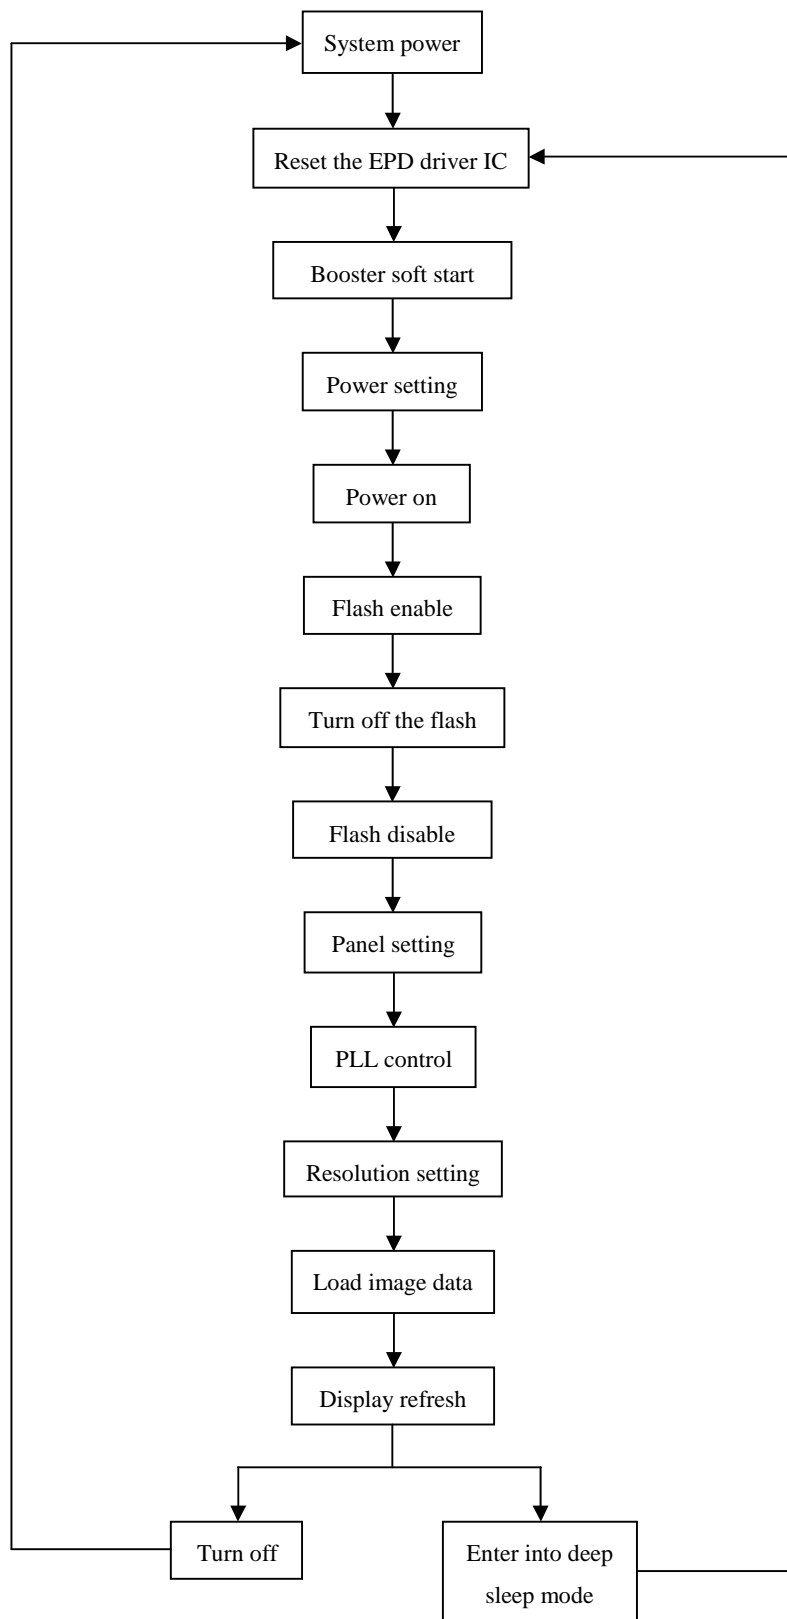 System power
Reset the EPD driver IC
Booster soft start
Power setting
Power on
Flash enable
Turn off the flash
Flash disable
Panel setting
PLL control
Resolution setting
Load image data
Display refresh
Turn off
Enter into deep
sleep mode